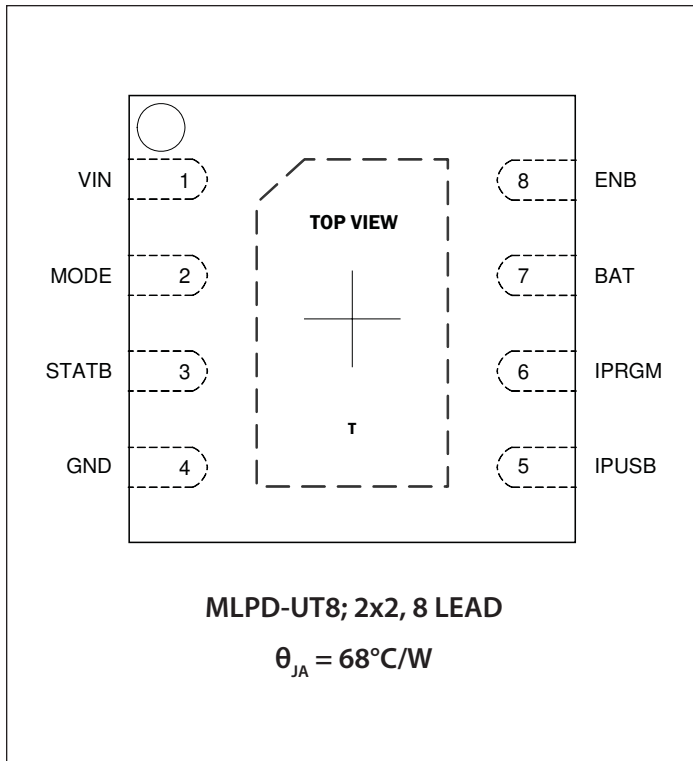 VIN 1 8 ENB
TOP VIEW
MODE 2 7 BAT
STATB 3 6 IPRGM
T
GND 4 5 IPUSB
MLPD-UT8; 2x2, 8 LEAD
θJA = 68°C/W